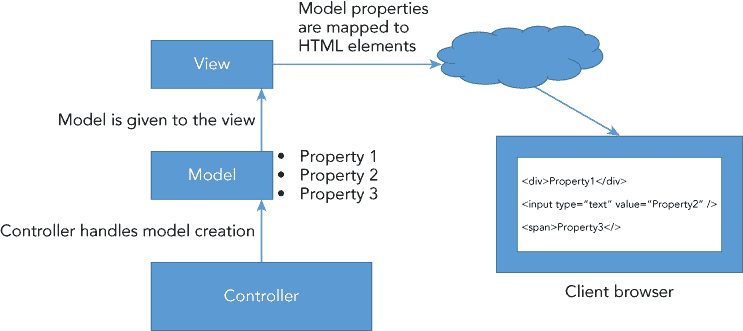 Model properties
are mapped to
HTML elements
View
Model is given to the view
Model
• Property 1
• Property 2
• Property 3
Controller handles model creation
Controller
<div>Property1</div>
<input type="text" value="Property2" />
<span>Property3</>
Client browser